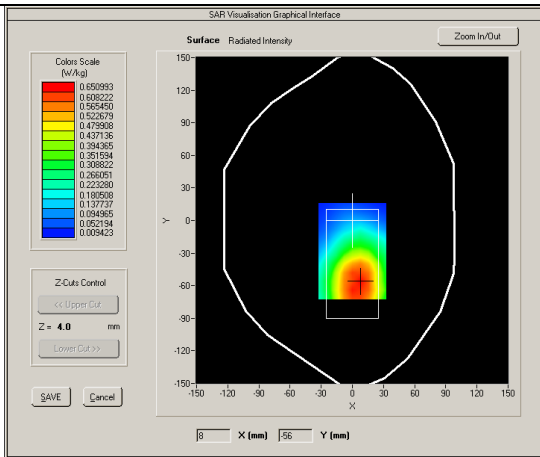 SAR Visualisation Graphical Interface
Surface Radiated Intensity
Zoom In/Out
Colors Scale
(W/kg)
0.650993
0.608222
0.565450
0.522679
0.479908
0.437136
0.394365
0.351594
0.308822
0.266051
0.223280
0.180508
0.137737
0.094965
0.052194
0.009423
Z-Cuts Control
<< Upper Cut
Z = 4.0 mm
Lower Cut >>
SAVE Cancel
150
120
90
60
30
0
-30
-60
-90
-120
-150
Y
-150 -120 -90 -60 -30 0 30 60 90 120 150
X
8 X (mm) -56 Y (mm)